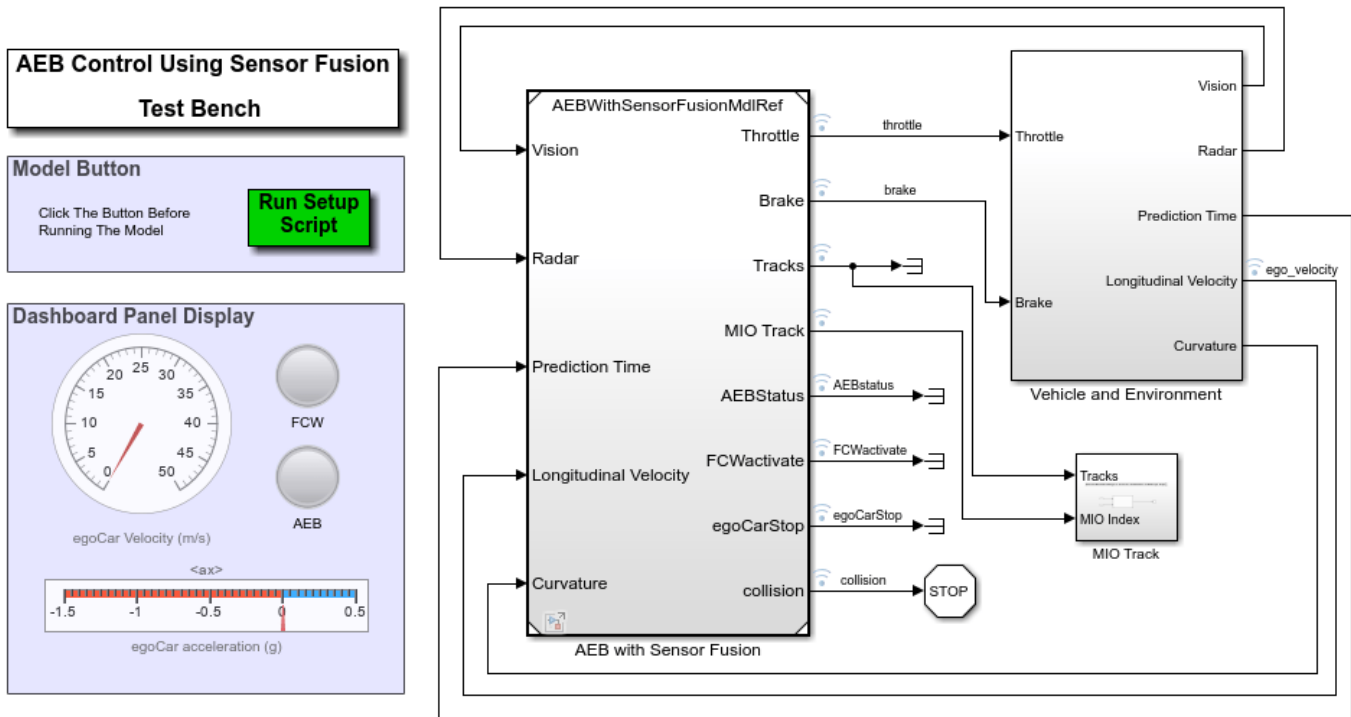 AEB Control Using Sensor Fusion
Test Bench
Model Button
Click The Button Before
Running The Model
Run Setup
Script
Dashboard Panel Display
0
5
10
15
20
25
30
35
40
45
50
egoCar Velocity (m/s)
FCW
AEB
<ax>
-1.5
-1
-0.5
0
0.5
egoCar acceleration (g)
AEBWithSensorFusionMdlRef
Vision
Radar
Prediction Time
Longitudinal Velocity
Curvature
Throttle
Brake
Tracks
MIO Track
AEBStatus
FCWactivate
egoCarStop
collision
AEB with Sensor Fusion
throttle
brake
AEBstatus
FCWactivate
egoCarStop
collision
STOP
Throttle
Brake
Vision
Radar
Prediction Time
Longitudinal Velocity
Curvature
Vehicle and Environment
ego_velocity
Tracks
MIO Index
MIO Track